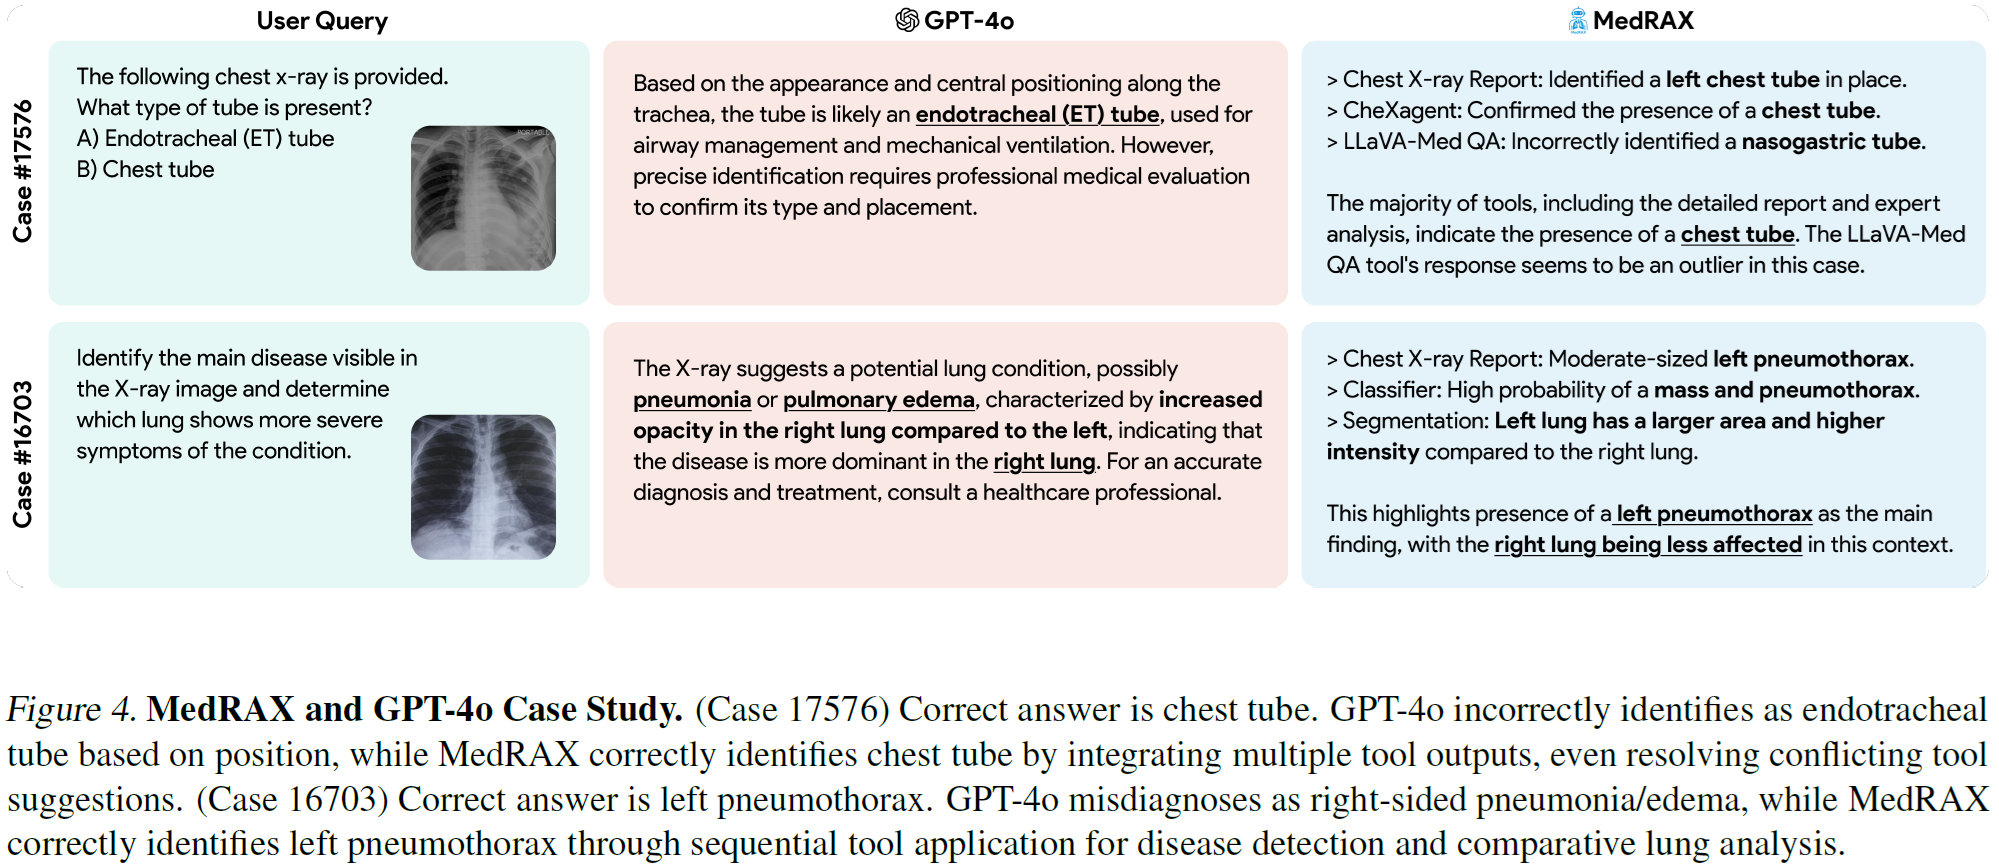 User Query
GPT-4o
MedRAX
Case #17576
The following chest x-ray is provided.
What type of tube is present?
A) Endotracheal (ET) tube
B) Chest tube
PORTABLE
Based on the appearance and central positioning along the
trachea, the tube is likely an endotracheal (ET) tube, used for
airway management and mechanical ventilation. However,
precise identification requires professional medical evaluation
to confirm its type and placement.
> Chest X-ray Report: Identified a left chest tube in place.
> CheXagent: Confirmed the presence of a chest tube.
> LLaVA-Med QA: Incorrectly identified a nasogastric tube.
The majority of tools, including the detailed report and expert
analysis, indicate the presence of a chest tube. The LLaVA-Med
QA tool's response seems to be an outlier in this case.
Case #16703
Identify the main disease visible in
the X-ray image and determine
which lung shows more severe
symptoms of the condition.
The X-ray suggests a potential lung condition, possibly
pneumonia or pulmonary edema, characterized by increased
opacity in the right lung compared to the left, indicating that
the disease is more dominant in the right lung. For an accurate
diagnosis and treatment, consult a healthcare professional.
> Chest X-ray Report: Moderate-sized left pneumothorax.
> Classifier: High probability of a mass and pneumothorax.
> Segmentation: Left lung has a larger area and higher
intensity compared to the right lung.
This highlights presence of a left pneumothorax as the main
finding, with the right lung being less affected in this context.
Figure 4. MedRAX and GPT-4o Case Study. (Case 17576) Correct answer is chest tube. GPT-4o incorrectly identifies as endotracheal
tube based on position, while MedRAX correctly identifies chest tube by integrating multiple tool outputs, even resolving conflicting tool
suggestions. (Case 16703) Correct answer is left pneumothorax. GPT-4o misdiagnoses as right-sided pneumonia/edema, while MedRAX
correctly identifies left pneumothorax through sequential tool application for disease detection and comparative lung analysis.